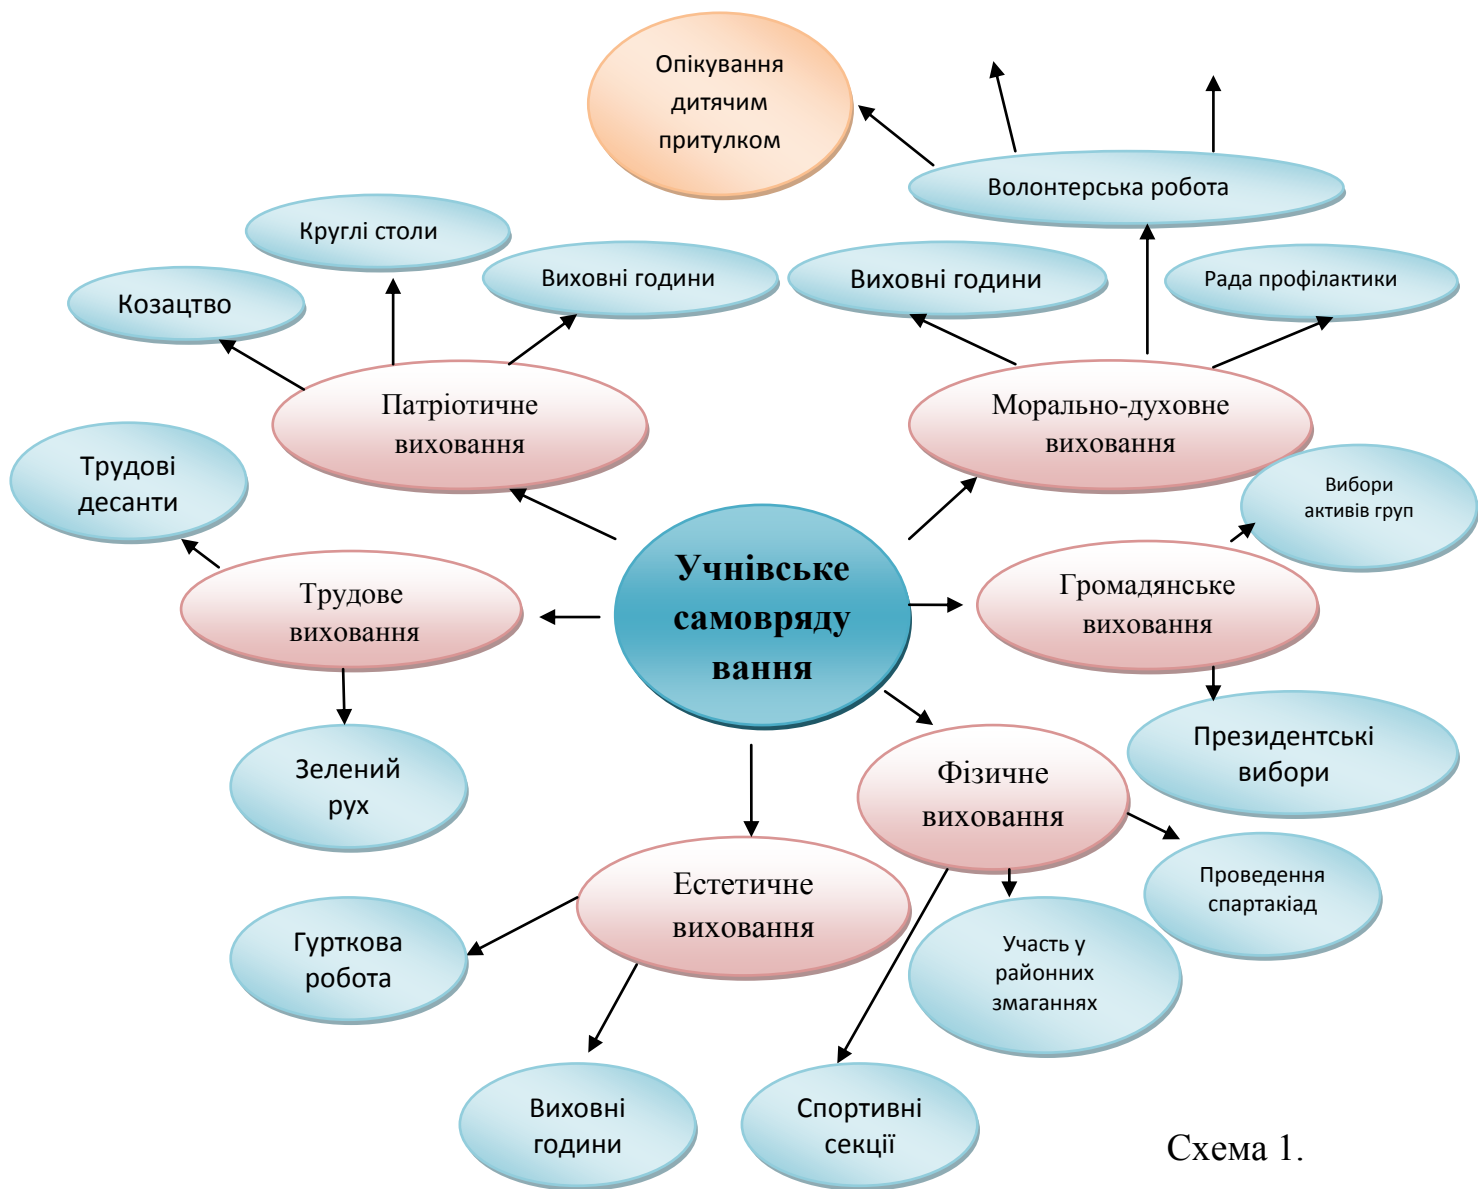 Опікування
дитячим
притулком
Волонтерська робота
Круглі столи
Виховні години
Виховні години
Рада профілактики
Козацтво
Патріотичне
виховання
Морально-духовне
виховання
Трудові
десанти
Вибори
активів груп
Учнівське
самовряду
вання
Трудове
виховання
Громадянське
виховання
Зелений
рух
Президентські
вибори
Фізичне
виховання
Естетичне
виховання
Проведення
спартакіад
Гурткова
робота
Участь у
районних
змаганнях
Виховні
години
Спортивні
секції
Схема 1.